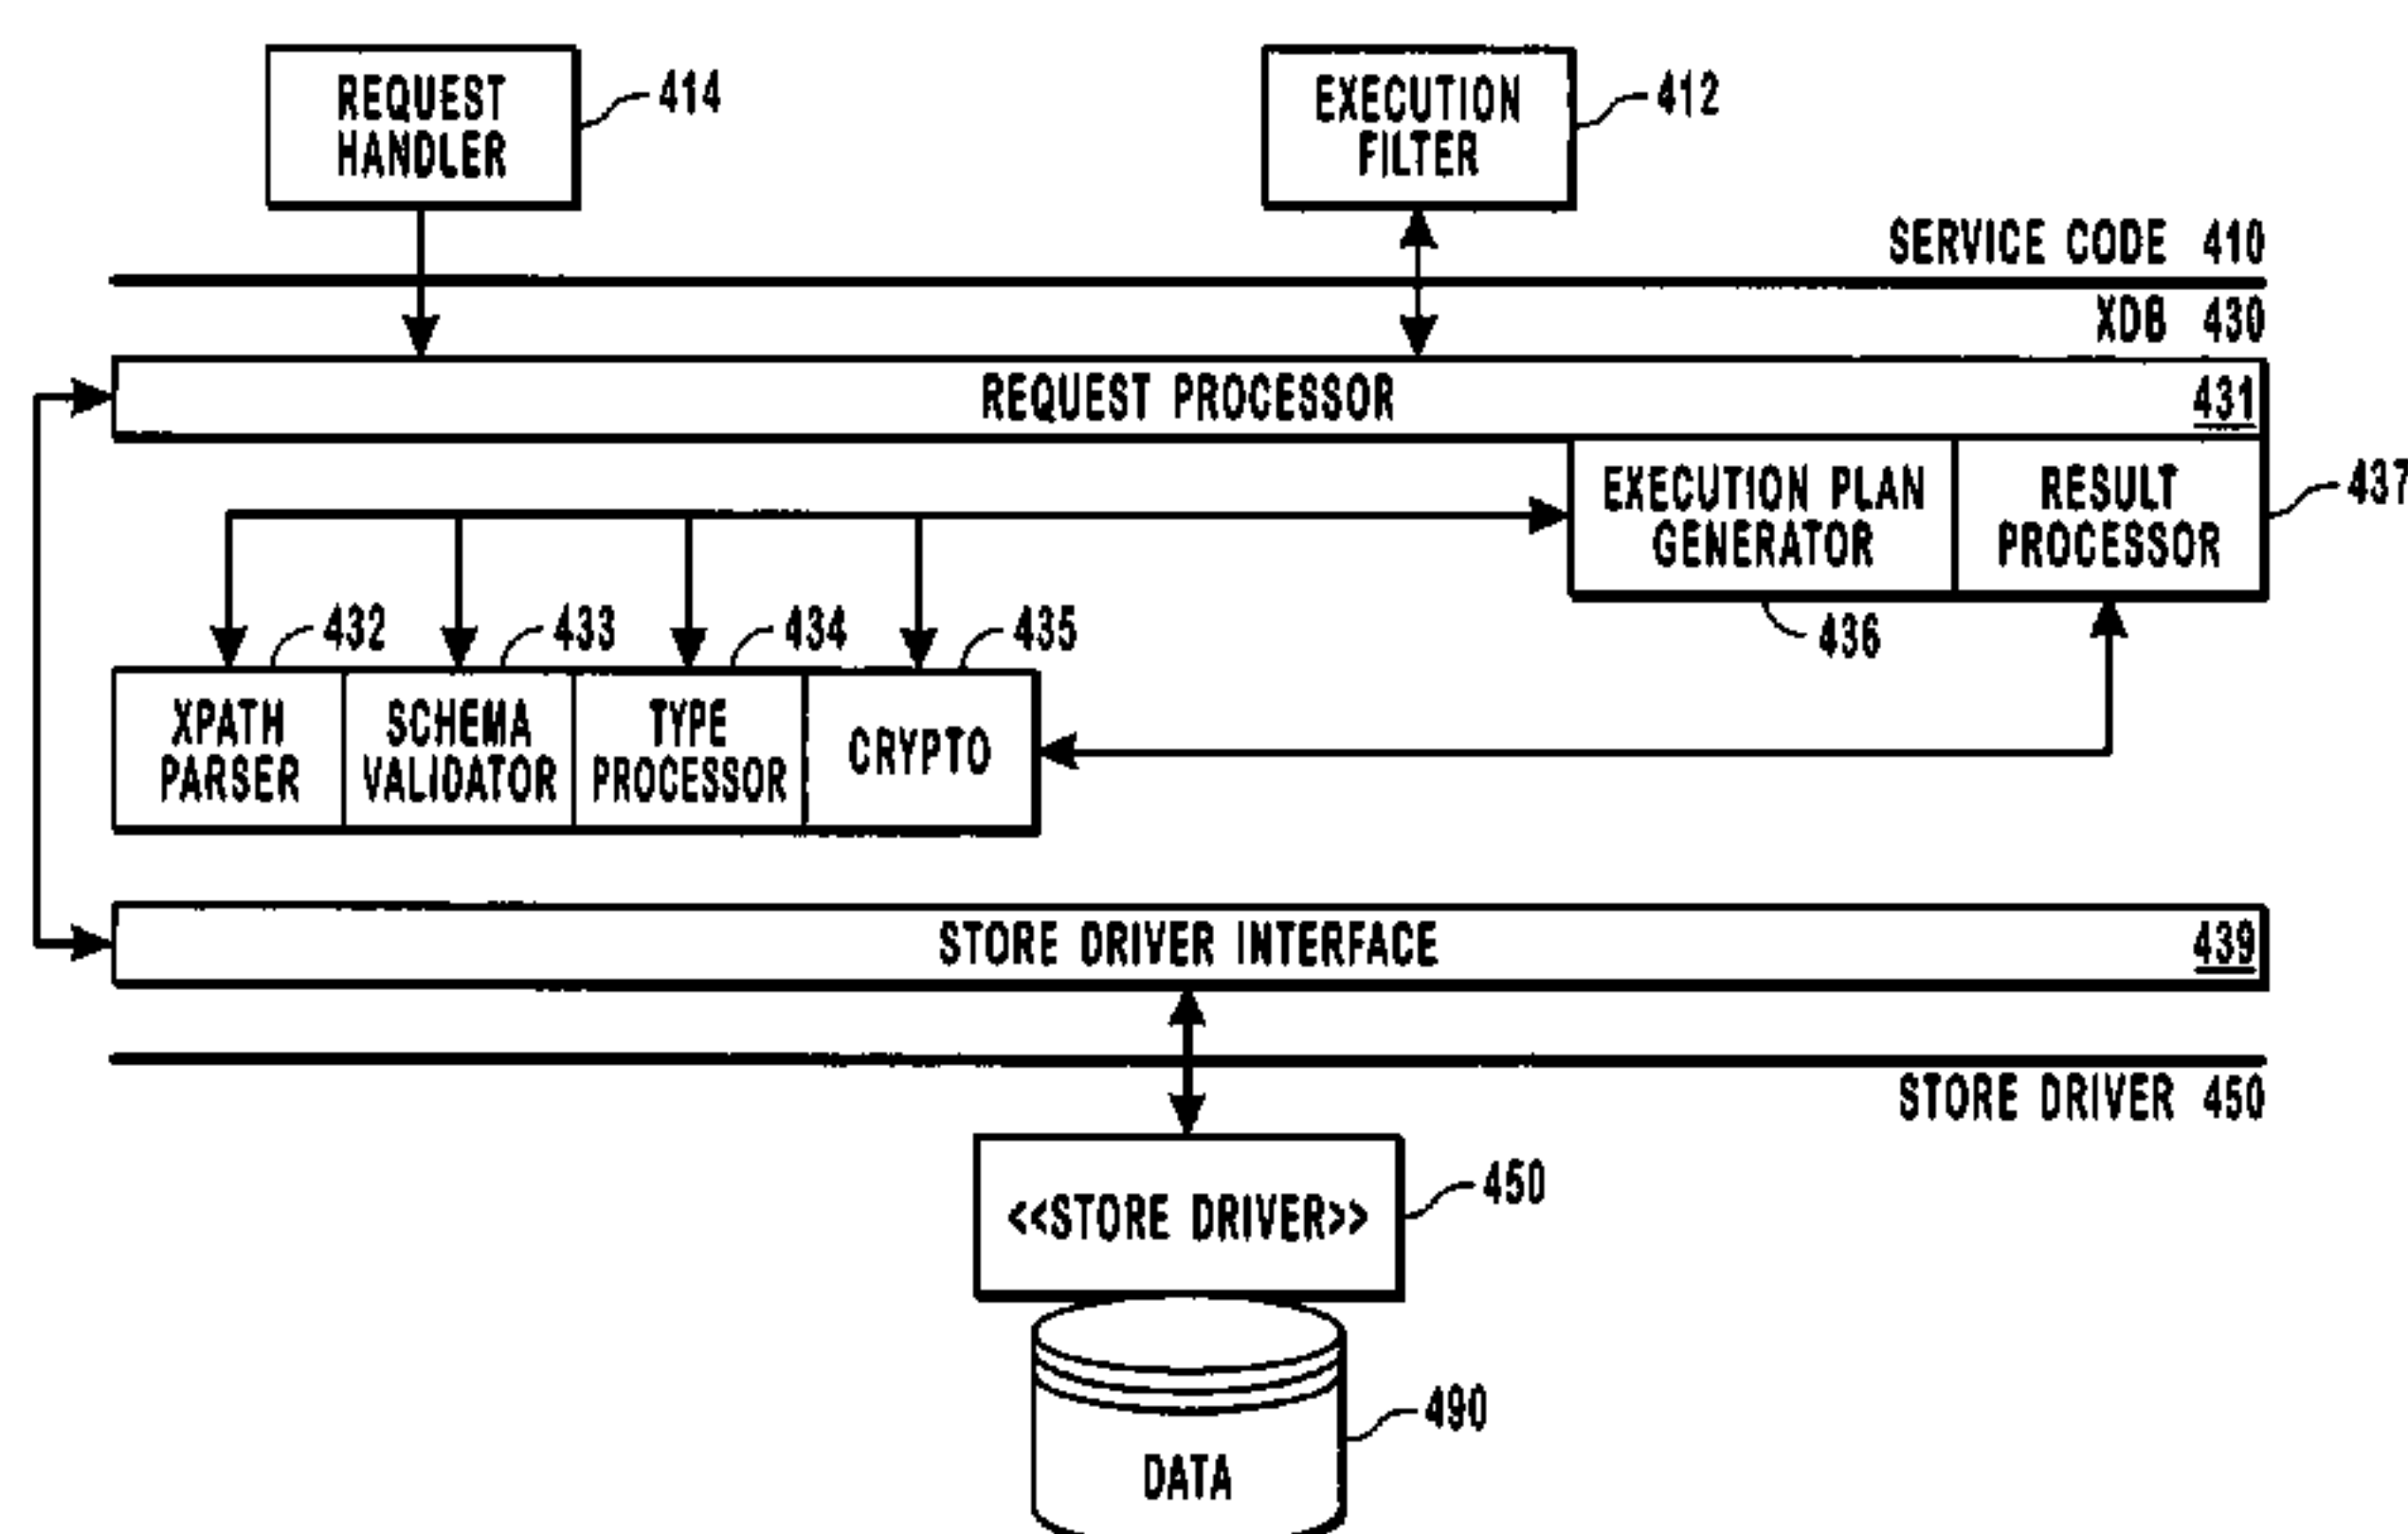 REQUEST
HANDLER
414
EXECUTION
FILTER
412
SERVICE CODE 410
XDB 430
REQUEST PROCESSOR 431
EXECUTION PLAN
GENERATOR
RESULT
PROCESSOR
437
432
433
434
435
436
XPATH
PARSER
SCHEMA
VALIDATOR
TYPE
PROCESSOR
CRYPTO
STORE DRIVER INTERFACE 439
STORE DRIVER 450
<<STORE DRIVER>>
450
490
DATA